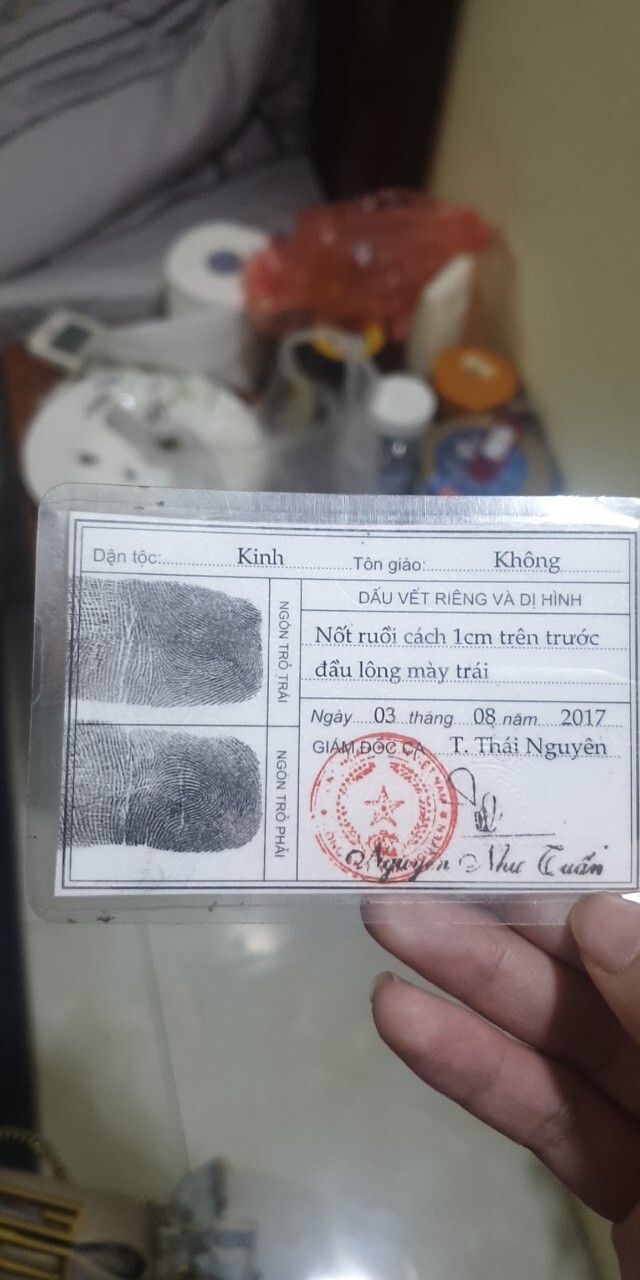 Dân tộc: Kinh Tôn giáo: Không
NGÓN TRỎ TRÁI
NGÓN TRỎ PHẢI
DẤU VẾT RIÊNG VÀ DỊ HÌNH
Nốt ruồi cách 1cm trên trước
đầu lông mày trái
Ngày 03 tháng 08 năm 2017
GIÁM ĐỐC CA T. Thái Nguyên
Nguyễn Như Tuấn